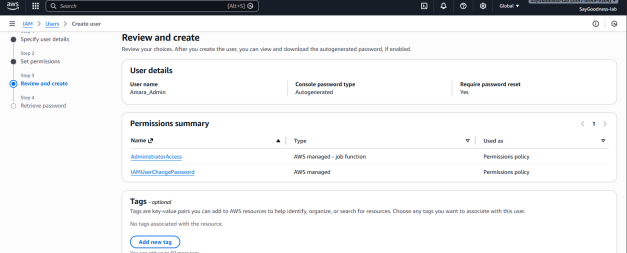 aws
Search
[Alt+S]
Global
SayGoodness-lab
IAM > Users > Create user
Specify user details
Step 2
Set permissions
Step 3
Review and create
Step 4
Retrieve password
Review and create
Review your choices. After you create the user, you can view and download the autogenerated password, if enabled.
User details
User name
Amara_Admin
Console password type
Autogenerated
Require password reset
Yes
Permissions summary
< 1 >
Name
Type
Used as
AdministratorAccess
AWS managed - job function
Permissions policy
IAMUserChangePassword
AWS managed
Permissions policy
Tags - optional
Tags are key-value pairs you can add to AWS resources to help identify, organize, or search for resources. Choose any tags you want to associate with this user.
No tags associated with the resource.
Add new tag